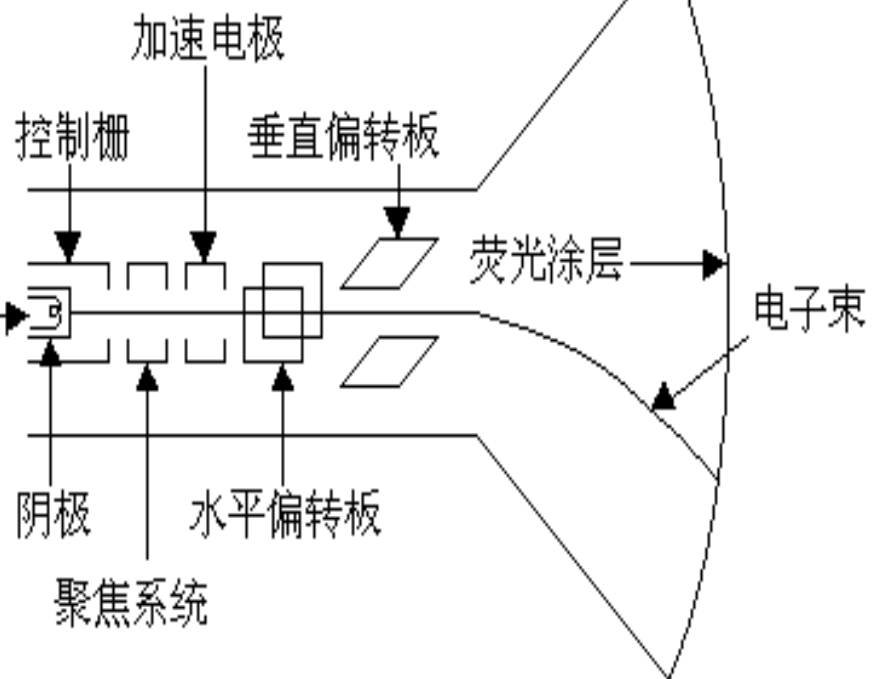 加速电极
控制栅
垂直偏转板
荧光涂层
电子束
阴极
水平偏转板
聚焦系统